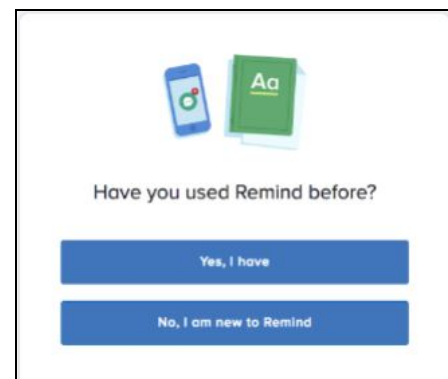 Aa
Have you used Remind before?
Yes, I have
No, I am new to Remind